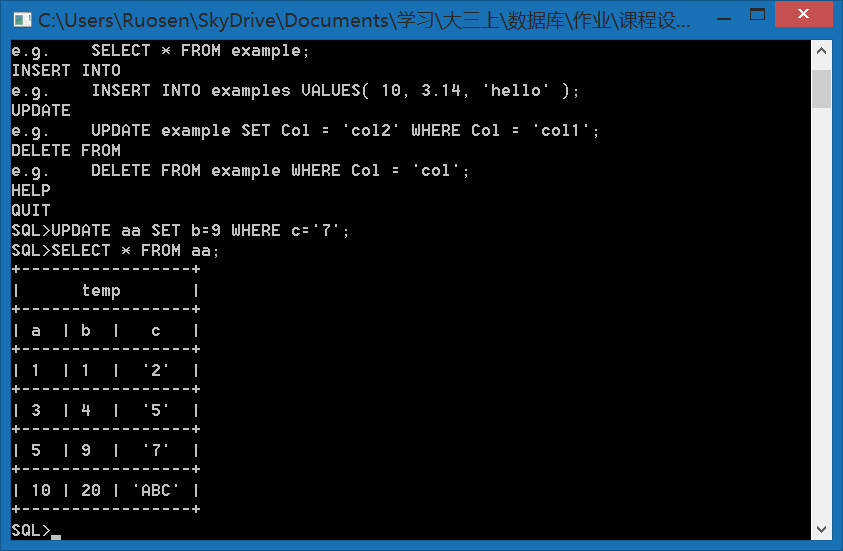 C:\Users\Ruosen\SkyDrive\Documents\学习\大三上\数据库\作业\课程设...
e.g.    SELECT * FROM example;
INSERT INTO
e.g.    INSERT INTO examples VALUES( 10, 3.14, 'hello' );
UPDATE
e.g.    UPDATE example SET Col = 'col2' WHERE Col = 'col1';
DELETE FROM
e.g.    DELETE FROM example WHERE Col = 'col';
HELP
QUIT
SQL>UPDATE aa SET b=9 WHERE c='7';
SQL>SELECT * FROM aa;
+-----------------+
|      temp       |
+-----------------+
| a  | b  |   c   |
+-----------------+
| 1  | 1  |  '2'  |
+-----------------+
| 3  | 4  |  '5'  |
+-----------------+
| 5  | 9  |  '7'  |
+-----------------+
| 10 | 20 | 'ABC' |
+-----------------+
SQL>_